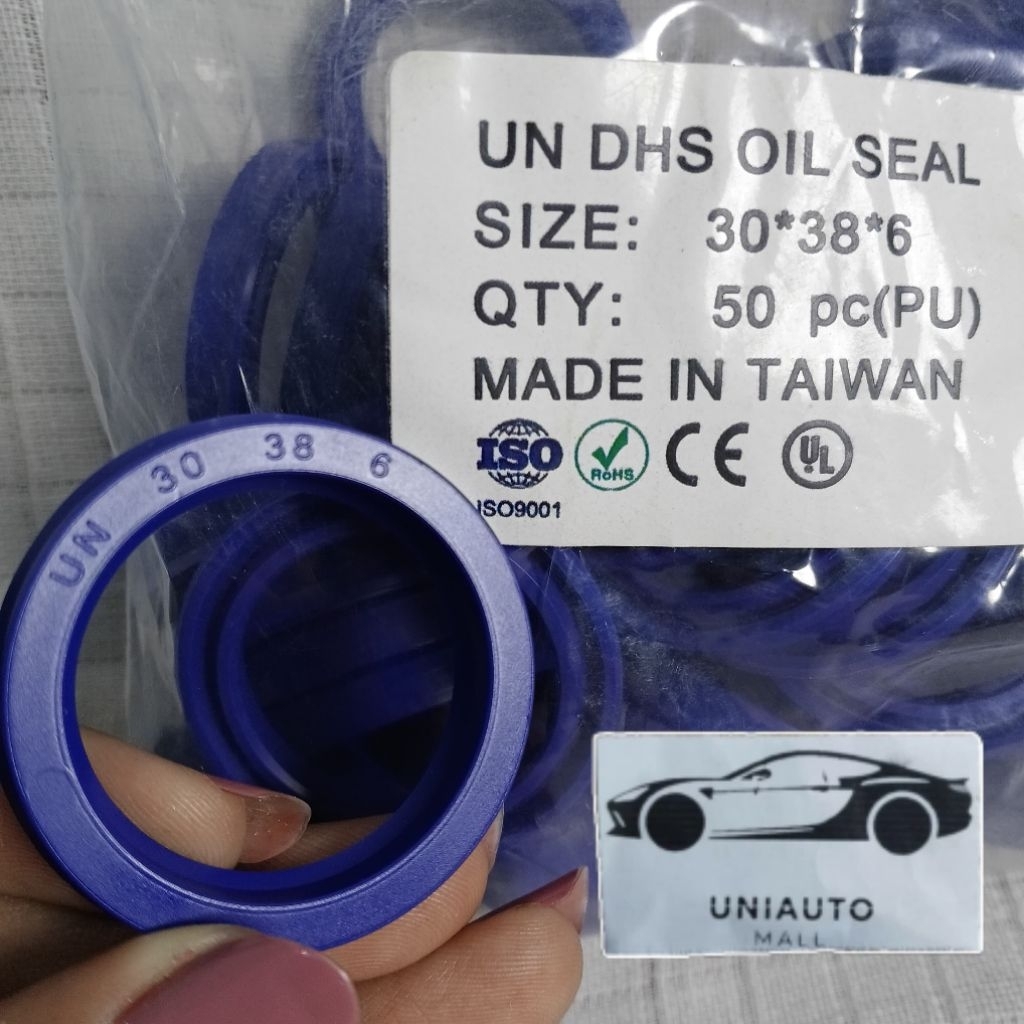 UN DHS OIL SEAL
SIZE: 30*38*6
QTY: 50 pc(PU)
MADE IN TAIWAN
ISO RoHS CE UL
ISO9001
UN 30 38 6
UNIAUTO
MALL